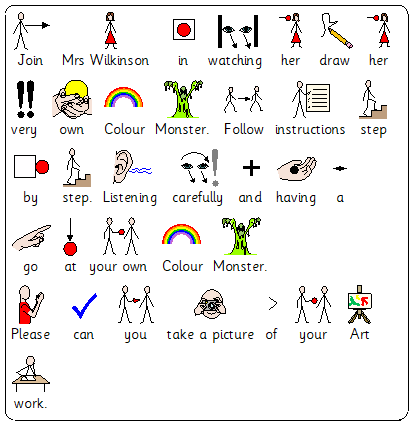 Join Mrs Wilkinson in watching her draw her
very own Colour Monster. Follow instructions step
by step. Listening carefully and having a
go at your own Colour Monster.
Please can you take a picture of your Art
work.